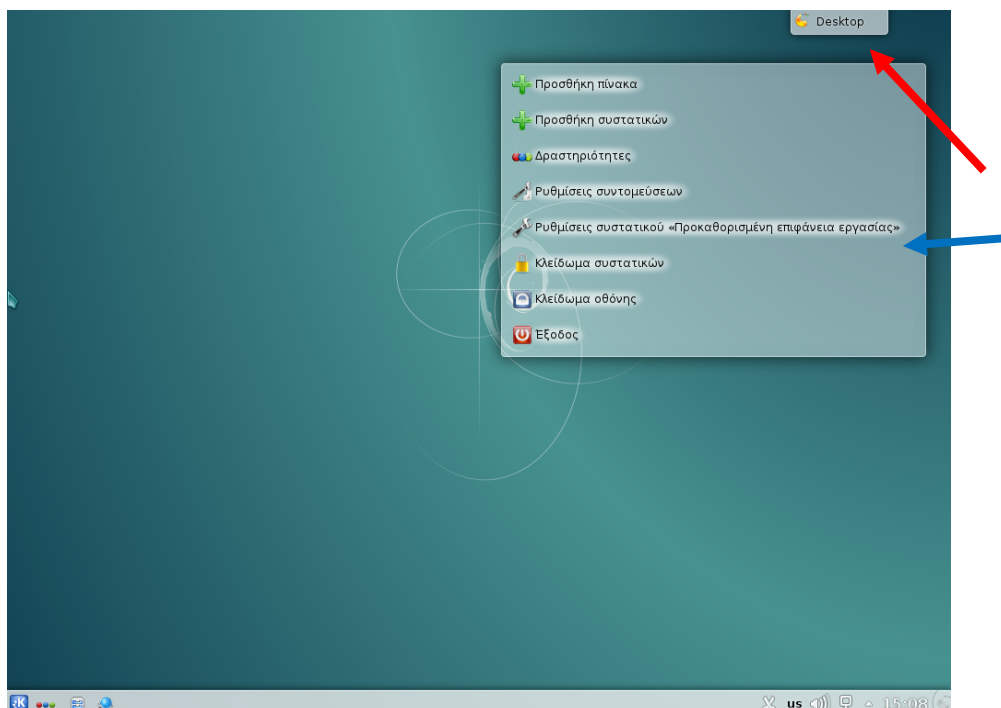 Desktop
Προσθήκη πίνακα
Προσθήκη συστατικών
Δραστηριότητες
Ρυθμίσεις συντομεύσεων
Ρυθμίσεις συστατικού «Προκαθορισμένη επιφάνεια εργασίας»
Κλείδωμα συστατικών
Κλείδωμα οθόνης
Έξοδος
K us 15:08